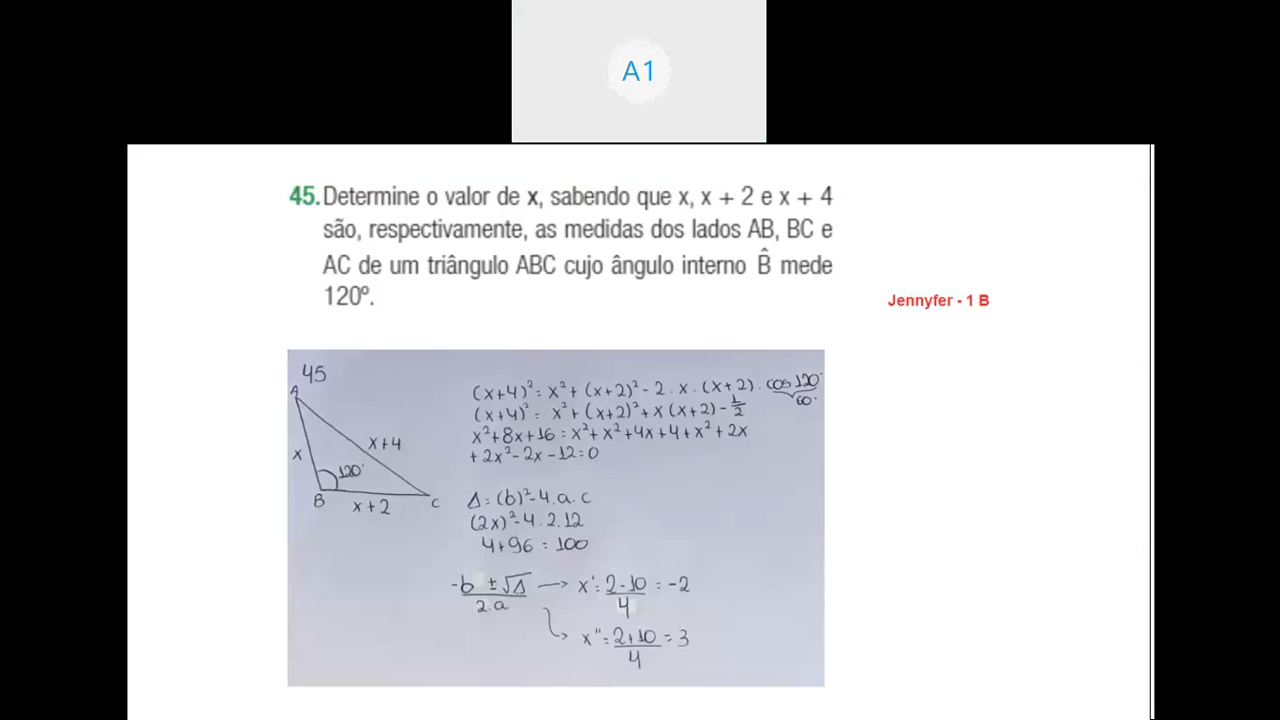 A1
45. Determine o valor de x, sabendo que x, x + 2 e x + 4
são, respectivamente, as medidas dos lados AB, BC e
AC de um triângulo ABC cujo ângulo interno B̂ mede
120º.
Jennyfer - 1 B
45
A
x+4
x
120°
B
x+2
C
(x+4)² = x² + (x+2)² - 2 . x . (x+2) . cos 120°
60°
(x+4)² = x² + (x+2)² + x (x+2) - 1/2
x² + 8x + 16 = x² + x² + 4x + 4 + x² + 2x
+ 2x² - 2x - 12 = 0
Δ = (b)² - 4 . a . c
(2x)² - 4 . 2 . 12
4 + 96 = 100
-b ± √Δ / 2.a → x' = 2 - 10 / 4 = -2
→ x'' = 2 + 10 / 4 = 3